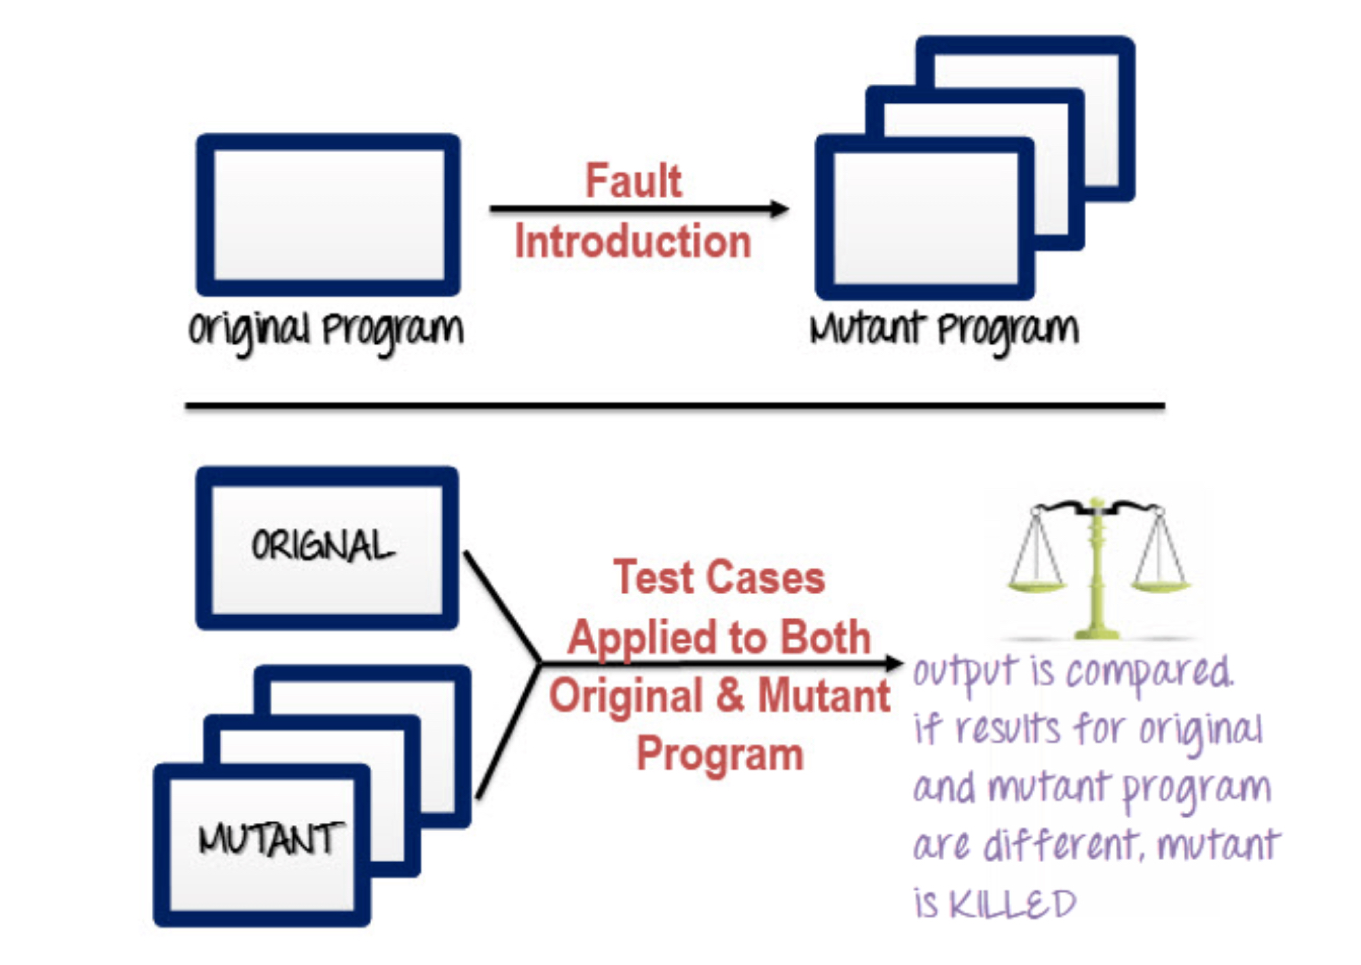 Fault
Introduction
Original Program
Mutant Program
ORIGNAL
MUTANT
Test Cases
Applied to Both
Original & Mutant
Program
output is compared.
if results for original
and mutant program
are different, mutant
is KILLED